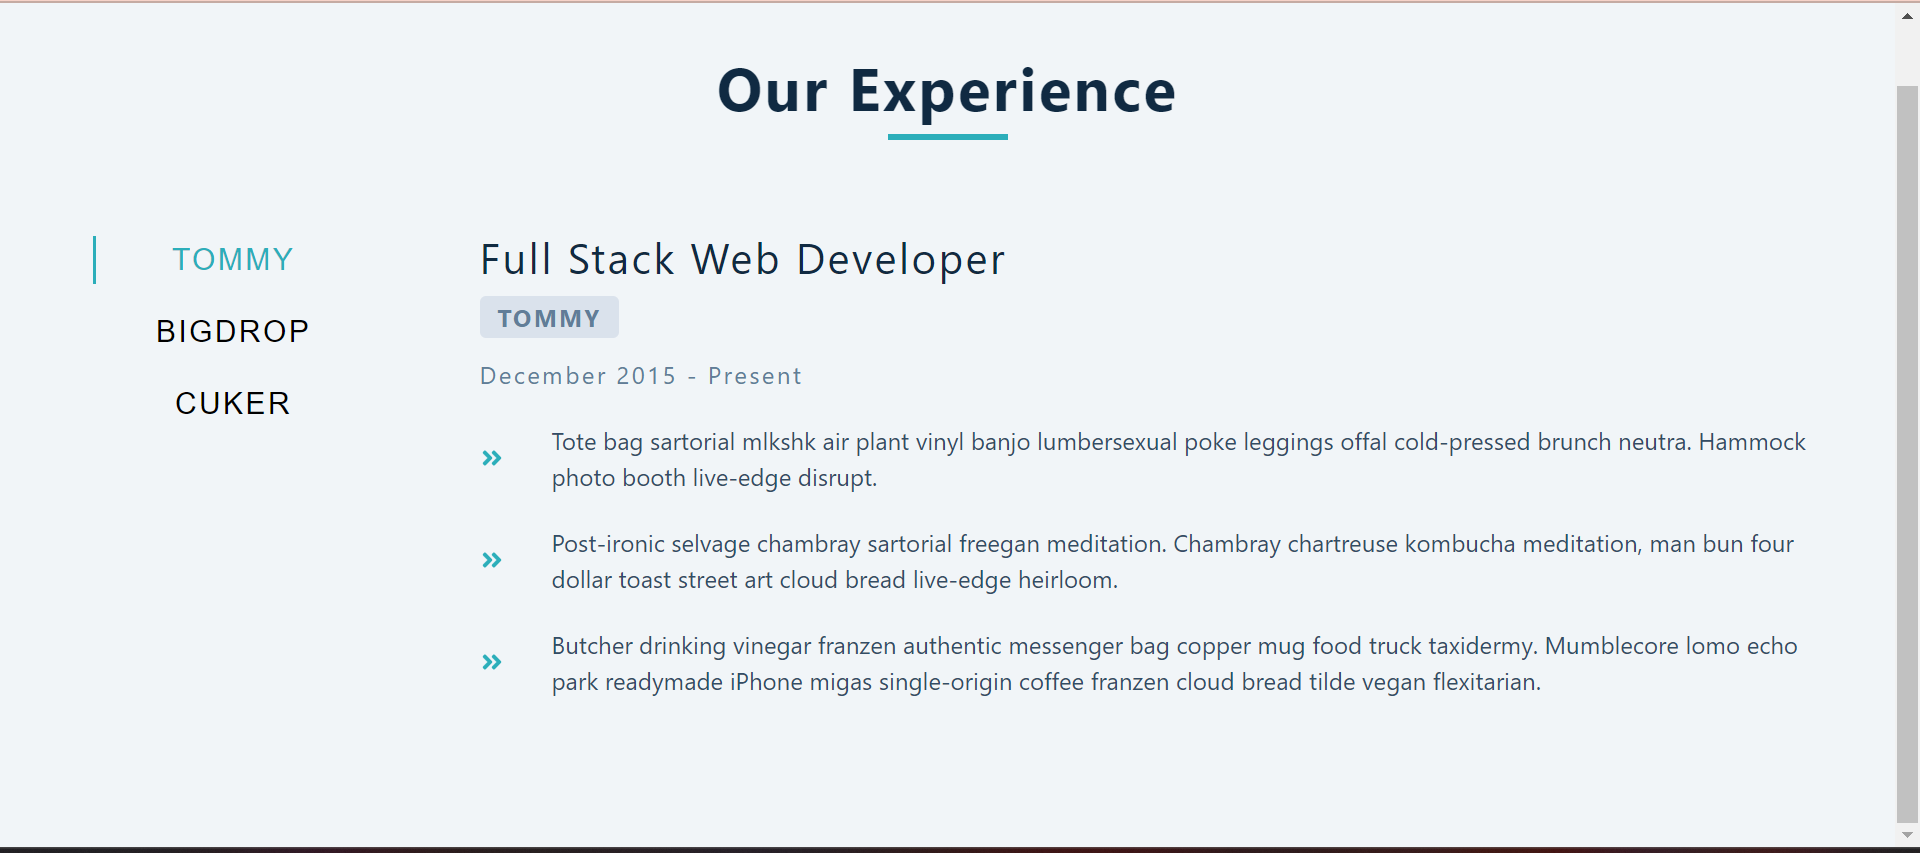 Our Experience
TOMMY
BIGDROP
CUKER
Full Stack Web Developer
TOMMY
December 2015 - Present
Tote bag sartorial mlkshk air plant vinyl banjo lumbersexual poke leggings offal cold-pressed brunch neutra. Hammock
photo booth live-edge disrupt.
Post-ironic selvage chambray sartorial freegan meditation. Chambray chartreuse kombucha meditation, man bun four
dollar toast street art cloud bread live-edge heirloom.
Butcher drinking vinegar franzen authentic messenger bag copper mug food truck taxidermy. Mumblecore lomo echo
park readymade iPhone migas single-origin coffee franzen cloud bread tilde vegan flexitarian.